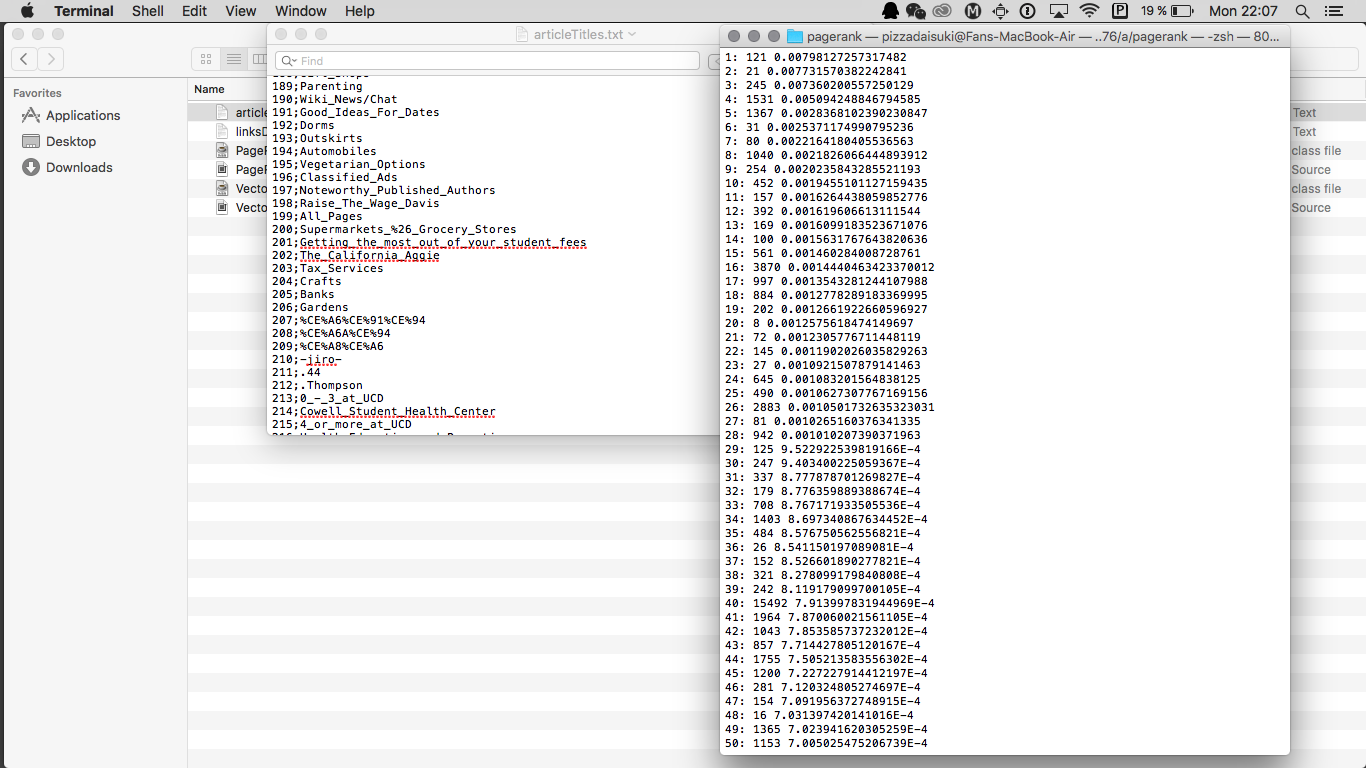 Terminal Shell Edit View Window Help 19 % Mon 22:07
articleTitles.txt
Find
189;Parenting
190;Wiki_News/Chat
191;Good_Ideas_For_Dates
192;Dorms
193;Outskirts
194;Automobiles
195;Vegetarian_Options
196;Classified_Ads
197;Noteworthy_Published_Authors
198;Raise_The_Wage_Davis
199;All_Pages
200;Supermarkets_%26_Grocery_Stores
201;Getting_the_most_out_of_your_student_fees
202;The_California_Aggie
203;Tax_Services
204;Crafts
205;Banks
206;Gardens
207;%CE%A6%CE%91%CE%94
208;%CE%A6A%CE%94
209;%CE%A8%CE%A6
210;-jiro-
211;.44
212;.Thompson
213;0_-_3_at_UCD
214;Cowell_Student_Health_Center
215;4_or_more_at_UCD
Favorites
Applications
Desktop
Downloads
Name
article
linksD
PageR
PageR
Vecto
Vecto
Text
Text
class file
Source
class file
Source
pagerank — pizzadaisuki@Fans-MacBook-Air — ..76/a/pagerank — -zsh — 80...
1: 121 0.00798127257317482
2: 21 0.007731570382242841
3: 245 0.007360200557250129
4: 1531 0.005094248846794585
5: 1367 0.0028368102390230847
6: 31 0.0025371174990795236
7: 80 0.0022164180405536563
8: 1040 0.0021826066444893912
9: 254 0.0020235843285521193
10: 452 0.0019455101127159435
11: 157 0.0016264438059852776
12: 392 0.001619606613111544
13: 169 0.0016099183523671076
14: 100 0.0015631767643820636
15: 561 0.001460284008728761
16: 3870 0.0014440463423370012
17: 997 0.0013543281244107988
18: 884 0.0012778289183369995
19: 202 0.0012661922660596927
20: 8 0.0012575618474149697
21: 72 0.0012305776711448119
22: 145 0.0011902026035829263
23: 27 0.0010921507879141463
24: 645 0.001083201564838125
25: 490 0.0010627307767169156
26: 2883 0.0010501732635323031
27: 81 0.0010265160376341335
28: 942 0.001010207390371963
29: 125 9.522922539819166E-4
30: 247 9.403400225059367E-4
31: 337 8.777878701269827E-4
32: 179 8.776359889388674E-4
33: 708 8.767171933505536E-4
34: 1403 8.697340867634452E-4
35: 484 8.576750562556821E-4
36: 26 8.541150197089081E-4
37: 152 8.526601890277821E-4
38: 321 8.278099179840808E-4
39: 242 8.119179099700105E-4
40: 15492 7.913997831944969E-4
41: 1964 7.870060021561105E-4
42: 1043 7.853585737232012E-4
43: 857 7.714427805120167E-4
44: 1755 7.505213583556302E-4
45: 1200 7.227227914412197E-4
46: 281 7.120324805274697E-4
47: 154 7.091956372748915E-4
48: 16 7.031397420141016E-4
49: 1365 7.023941620305259E-4
50: 1153 7.005025475206739E-4